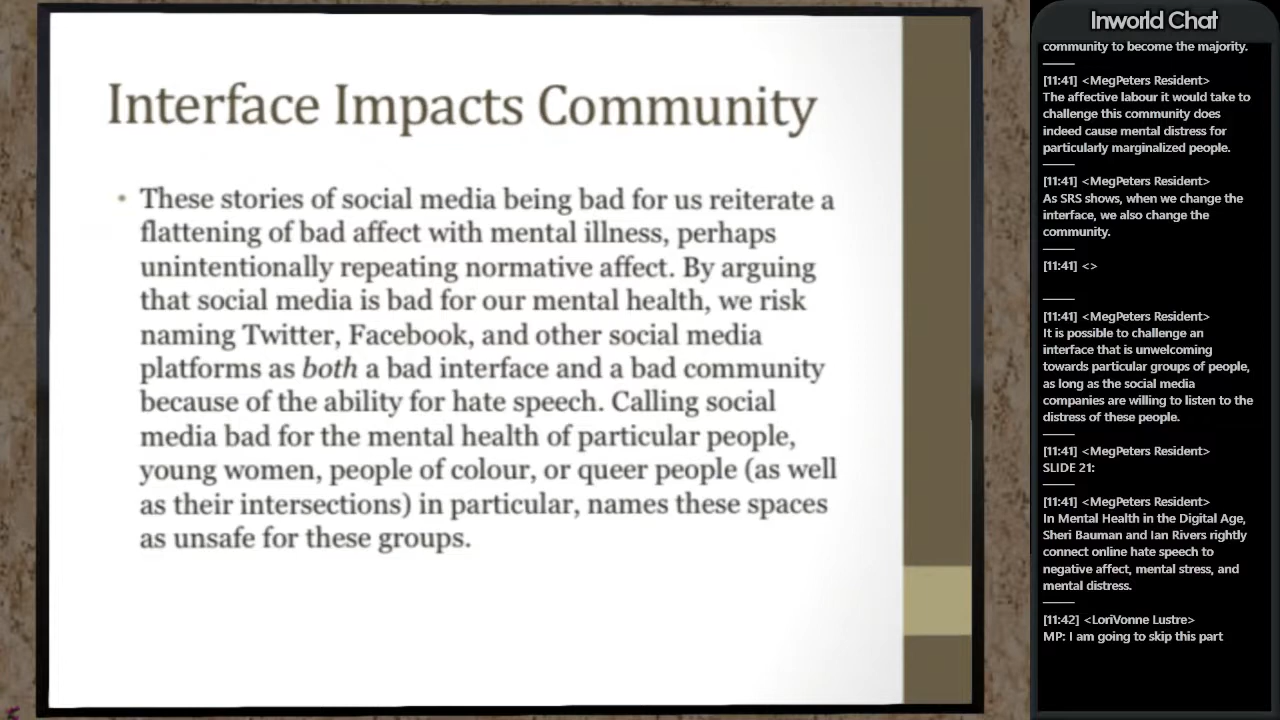 Interface Impacts Community
• These stories of social media being bad for us reiterate a
flattening of bad affect with mental illness, perhaps
unintentionally repeating normative affect. By arguing
that social media is bad for our mental health, we risk
naming Twitter, Facebook, and other social media
platforms as both a bad interface and a bad community
because of the ability for hate speech. Calling social
media bad for the mental health of particular people,
young women, people of colour, or queer people (as well
as their intersections) in particular, names these spaces
as unsafe for these groups.
Inworld Chat
community to become the majority.
[11:41] <MegPeters Resident>
The affective labour it would take to
challenge this community does
indeed cause mental distress for
particularly marginalized people.
[11:41] <MegPeters Resident>
As SRS shows, when we change the
interface, we also change the
community.
[11:41] <>
[11:41] <MegPeters Resident>
It is possible to challenge an
interface that is unwelcoming
towards particular groups of people,
as long as the social media
companies are willing to listen to the
distress of these people.
[11:41] <MegPeters Resident>
SLIDE 21:
[11:41] <MegPeters Resident>
In Mental Health in the Digital Age,
Sheri Bauman and Ian Rivers rightly
connect online hate speech to
negative affect, mental stress, and
mental distress.
[11:42] <LoriVonne Lustre>
MP: I am going to skip this part